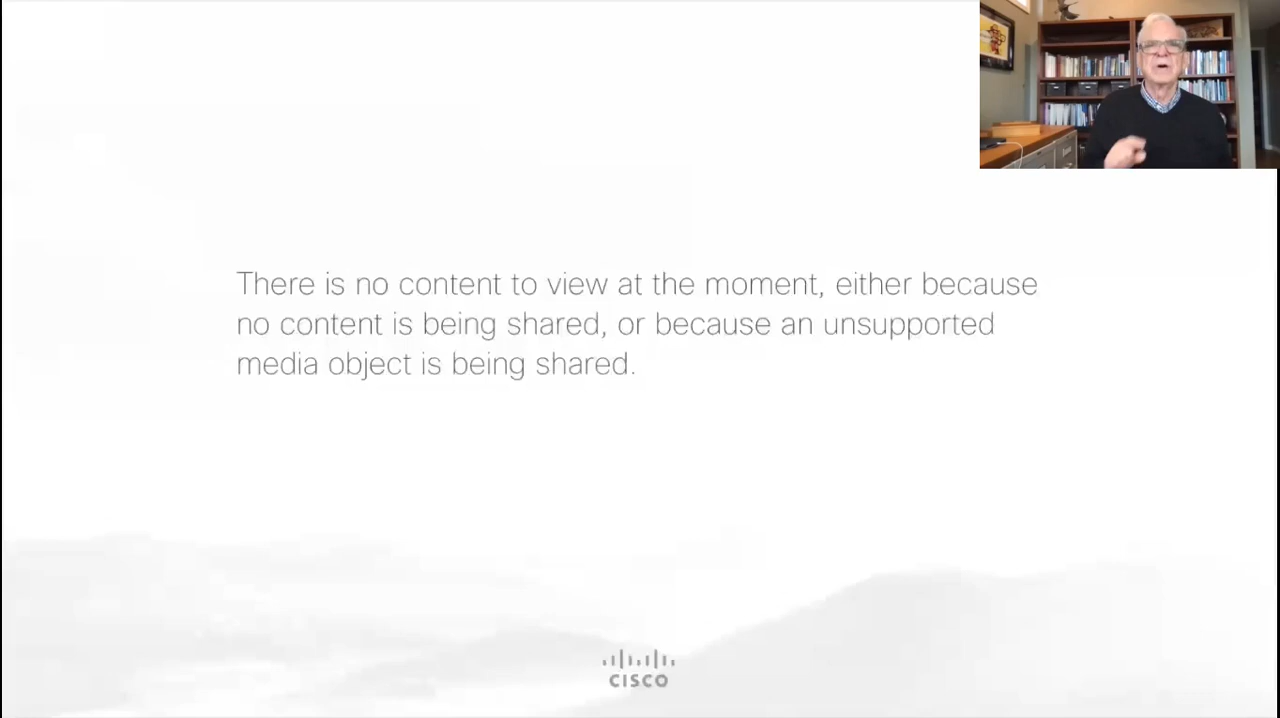 There is no content to view at the moment, either because
no content is being shared, or because an unsupported
media object is being shared.
CISCO